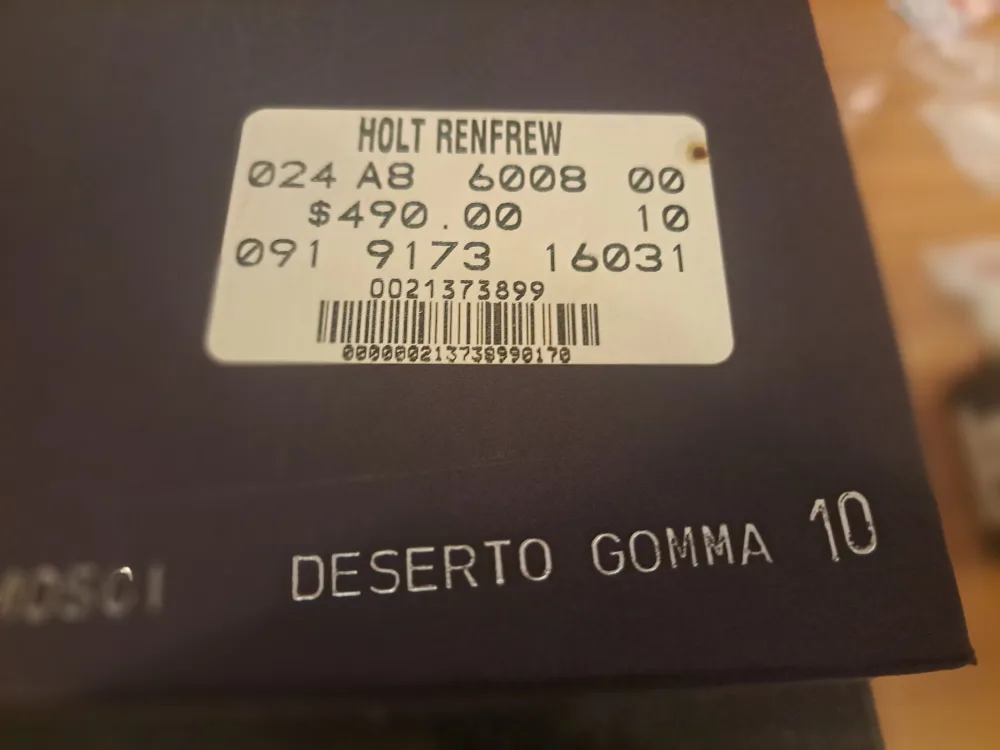 HOLT RENFREW
024 A8 6008 00
$490.00 10
091 9173 16031
0021373899
000000213738990170
DESERTO GOMMA 10